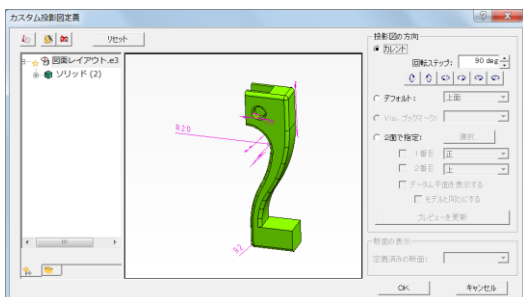 カスタム投影図定義
リセット
図面レイアウト.e3
ソリッド (2)
R20
R2
投影図の方向
カレント
回転ステップ: 90 deg
デフォルト: 上面
Vis. ブックマーク:
2面で指定: 選択...
1番目 正
2番目 上
データム平面を表示する
モデルと同じにする
プレビューを更新
断面の表示
定義済みの断面:
OK キャンセル